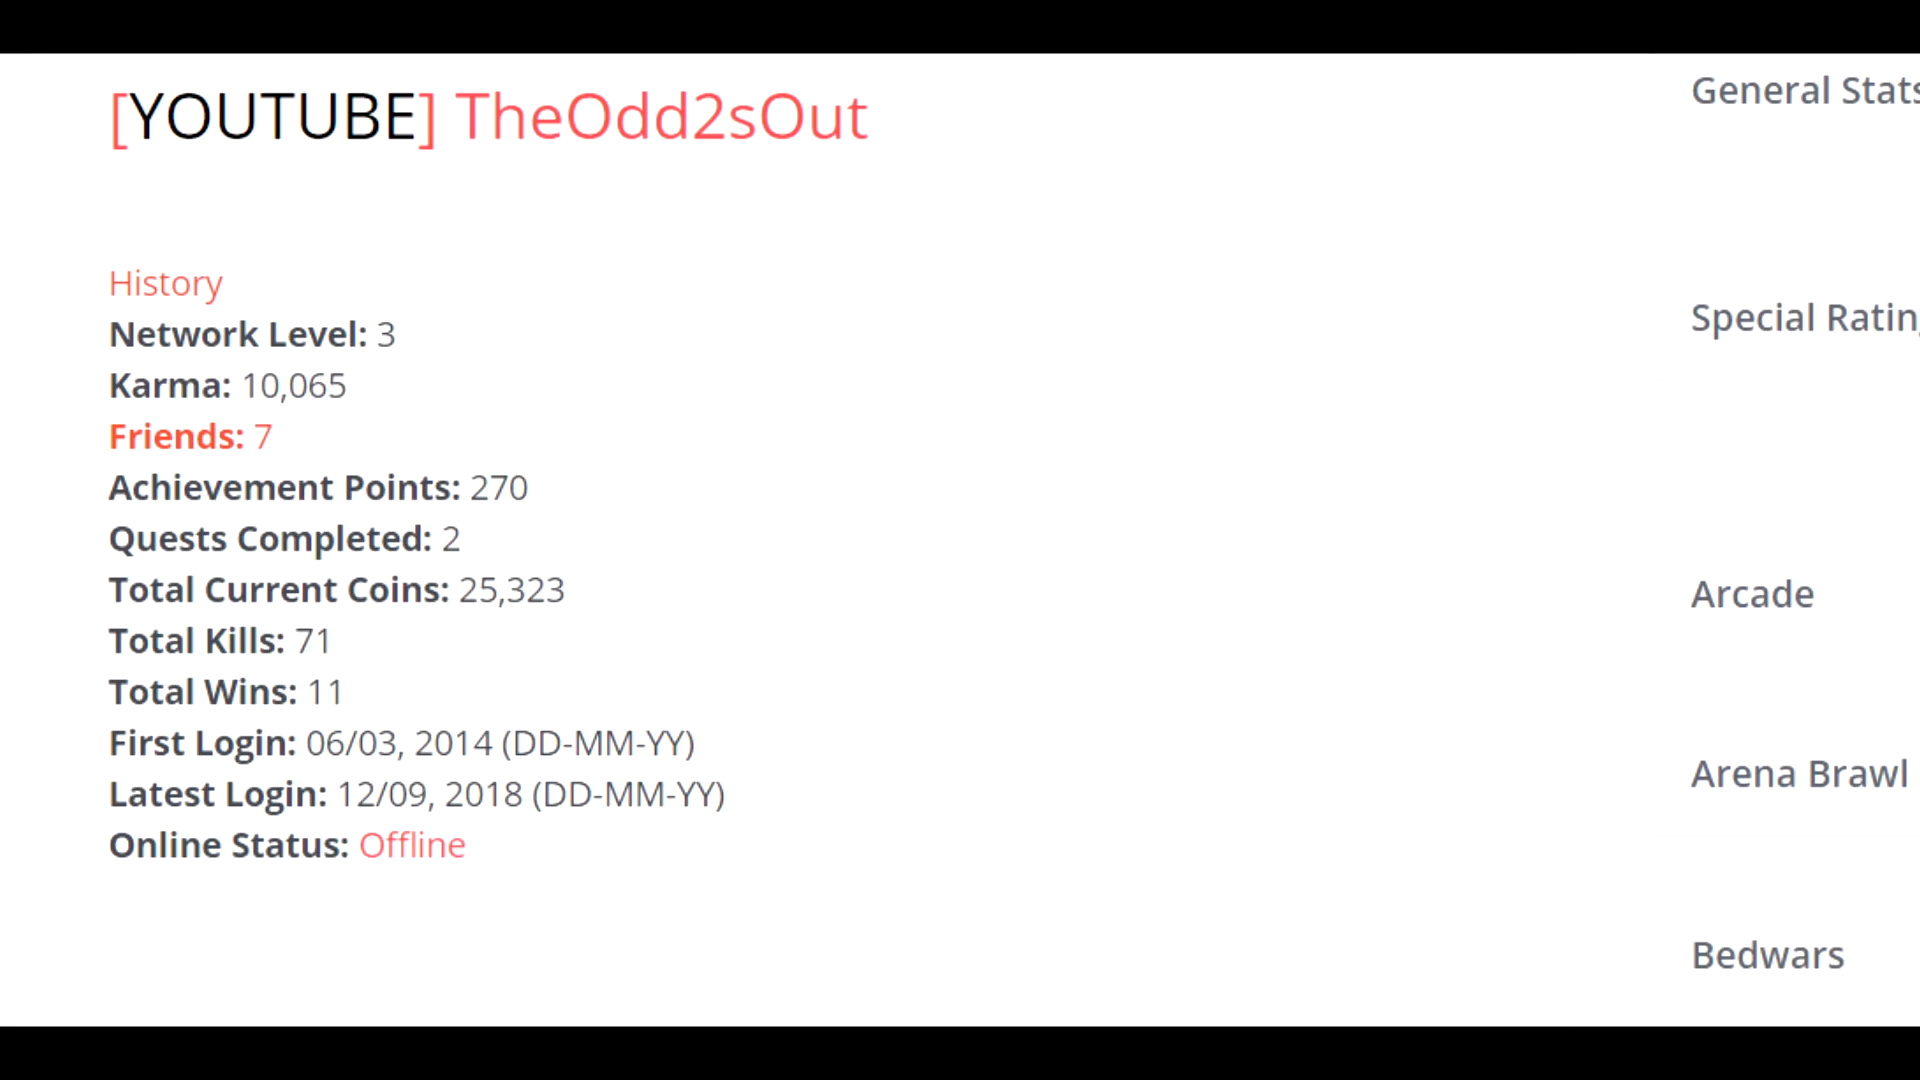 [YOUTUBE] TheOdd2sOut
History
Network Level: 3
Karma: 10,065
Friends: 7
Achievement Points: 270
Quests Completed: 2
Total Current Coins: 25,323
Total Kills: 71
Total Wins: 11
First Login: 06/03, 2014 (DD-MM-YY)
Latest Login: 12/09, 2018 (DD-MM-YY)
Online Status: Offline
General Stats
Special Rating
Arcade
Arena Brawl
Bedwars